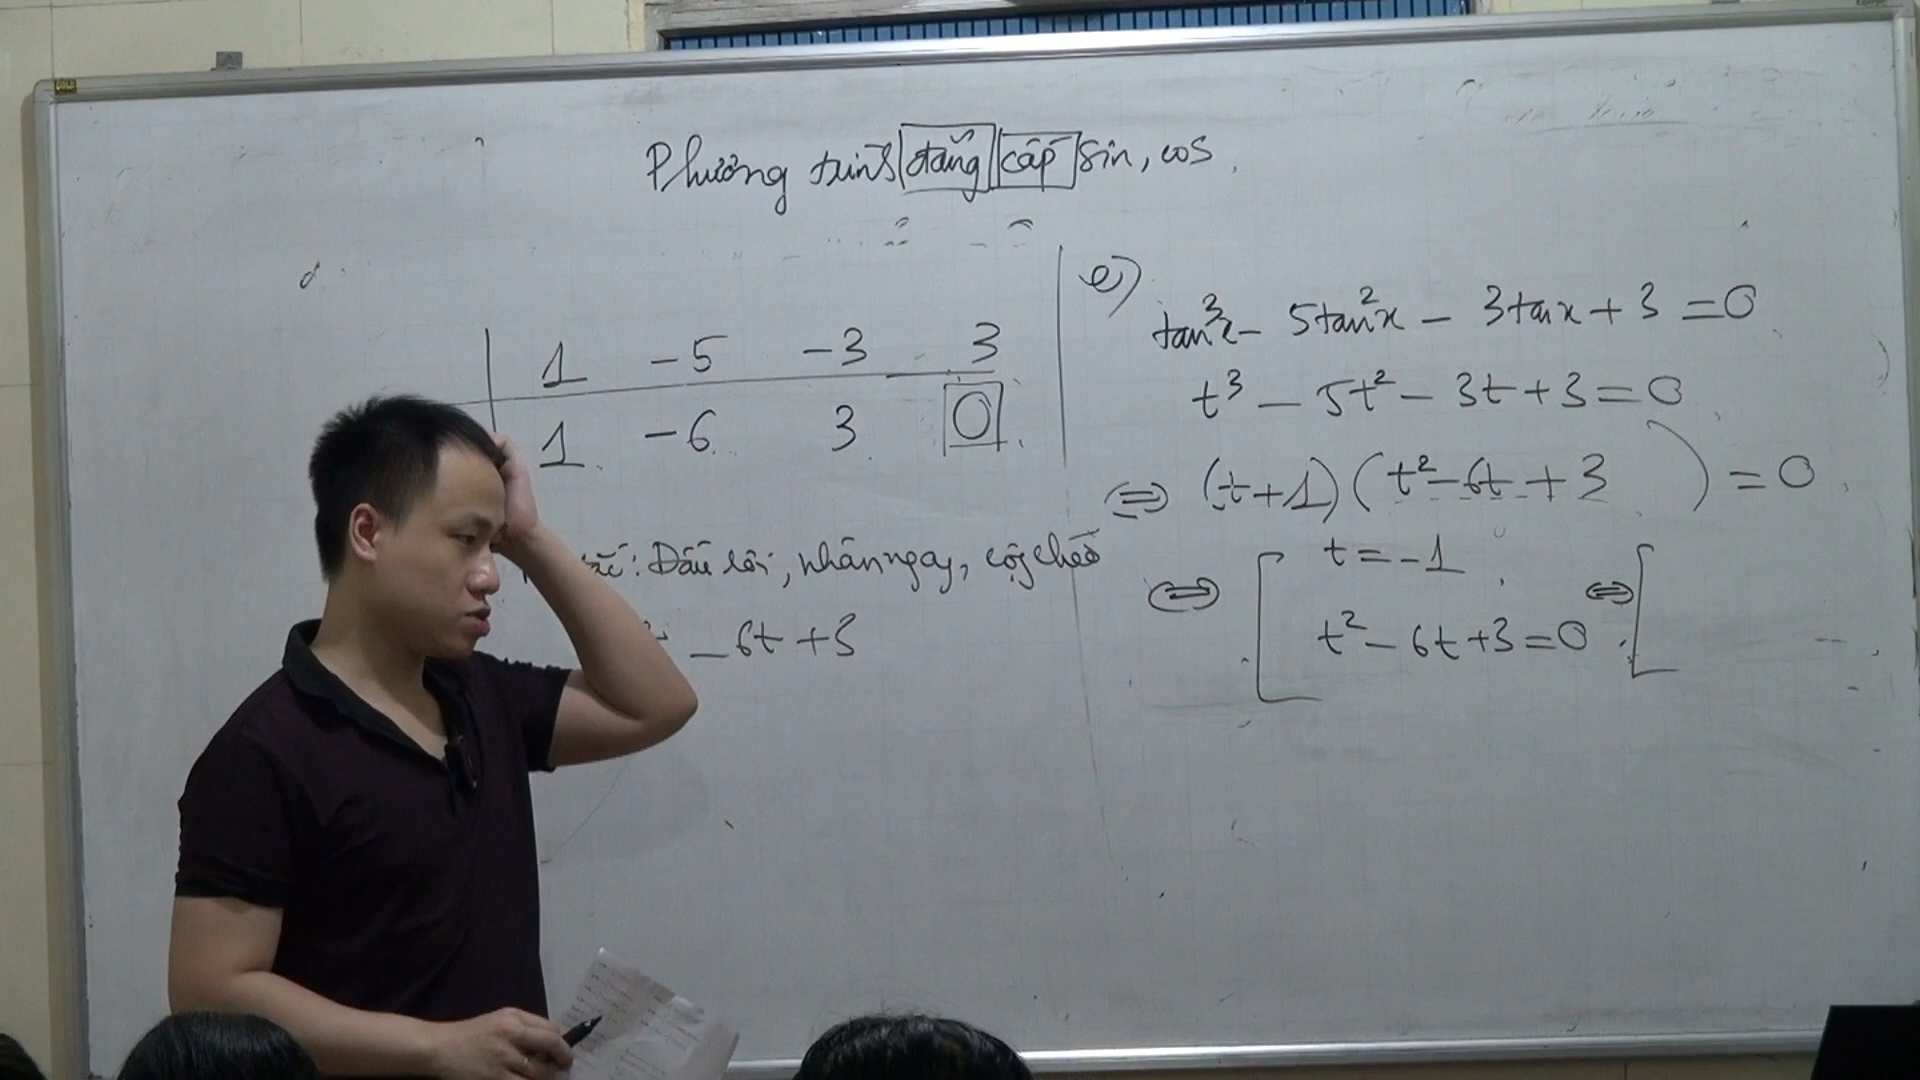 Phương trình đẳng cấp sin, cos
1 -5 -3 3
1 -6 3 0
tắc: Đầu rơi, nhân ngay, cộng chéo
- 6t + 3
e)
tan³x - 5tan²x - 3tanx + 3 = 0
t³ - 5t² - 3t + 3 = 0
⇔ (t+1)(t² - 6t + 3) = 0
⇔ [ t = -1
t² - 6t + 3 = 0 ⇔ [